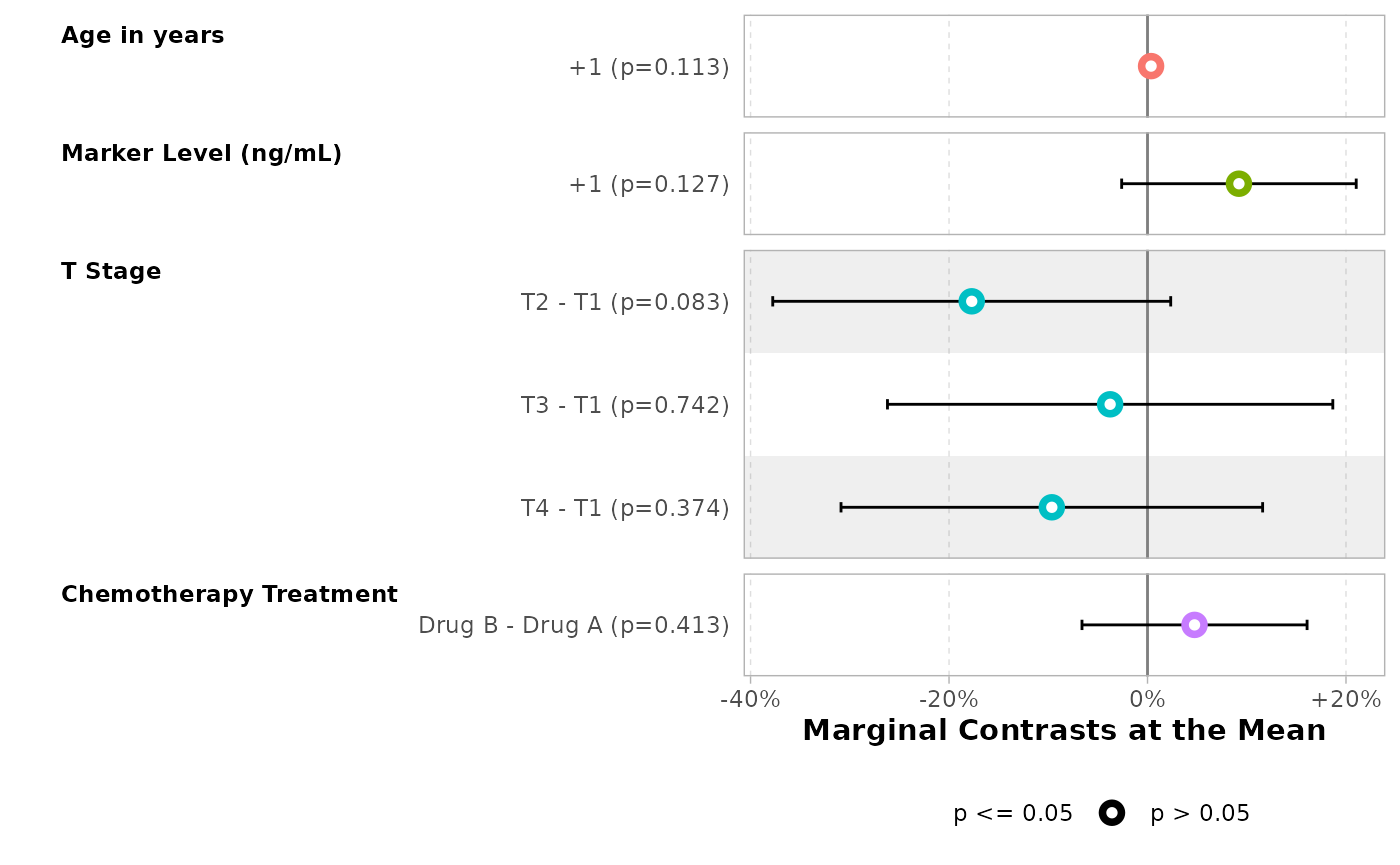 Age in years
+1 (p=0.113)
Marker Level (ng/mL)
+1 (p=0.127)
T Stage
T2 - T1 (p=0.083)
T3 - T1 (p=0.742)
T4 - T1 (p=0.374)
Chemotherapy Treatment
Drug B - Drug A (p=0.413)
-40% -20% 0% +20%
Marginal Contrasts at the Mean
p <= 0.05 p > 0.05